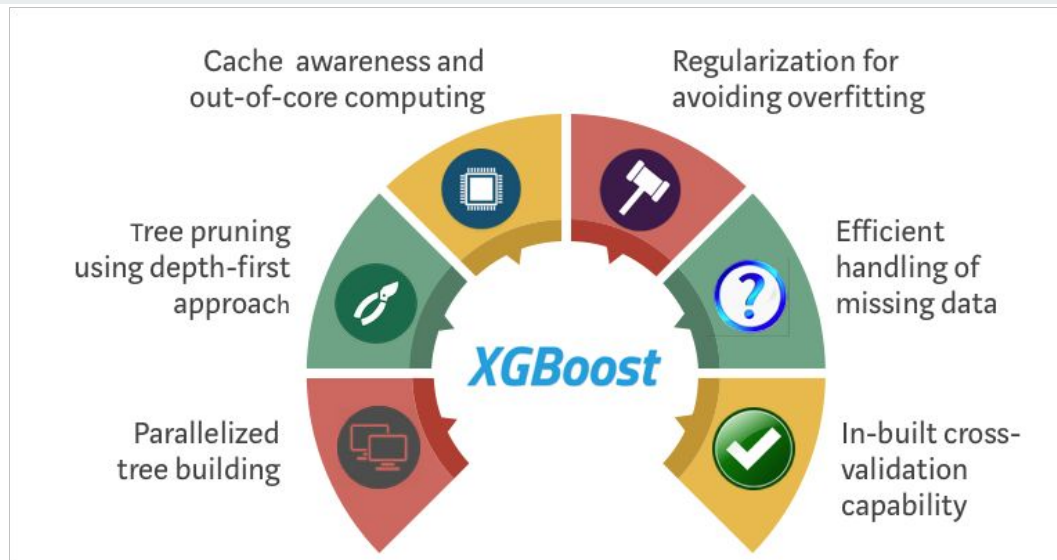 Cache awareness and
out-of-core computing
Regularization for
avoiding overfitting
Tree pruning
using depth-first
approach
Efficient
handling of
missing data
XGBoost
Parallelized
tree building
In-built cross-
validation
capability
?